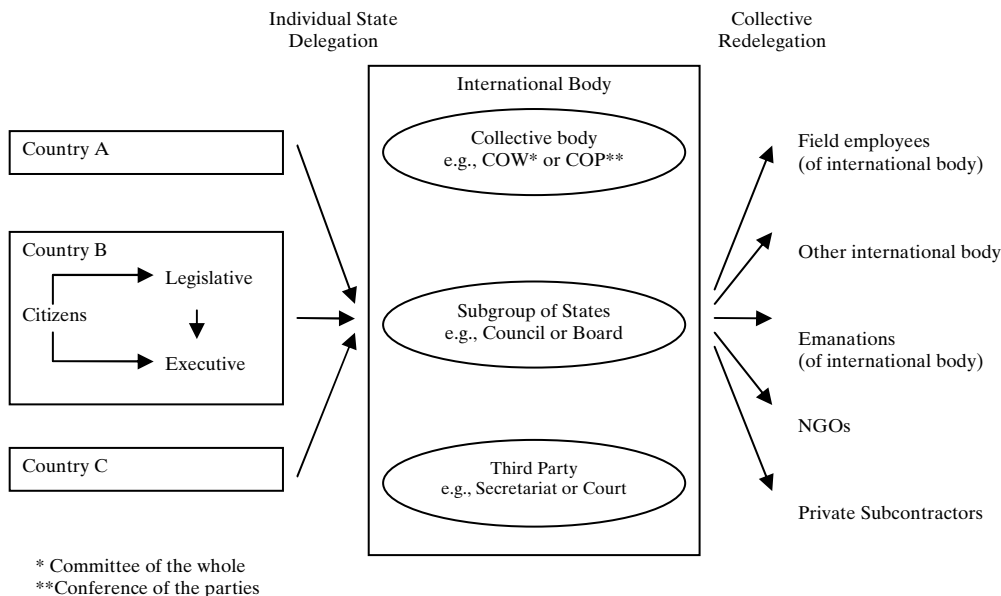 Individual State
Delegation
Collective
Redelegation
International Body
Collective body
e.g., COW* or COP**
Subgroup of States
e.g., Council or Board
Third Party
e.g., Secretariat or Court
Country A
Country B
Legislative
Citizens
Executive
Country C
Field employees
(of international body)
Other international body
Emanations
(of international body)
NGOs
Private Subcontractors
* Committee of the whole
**Conference of the parties